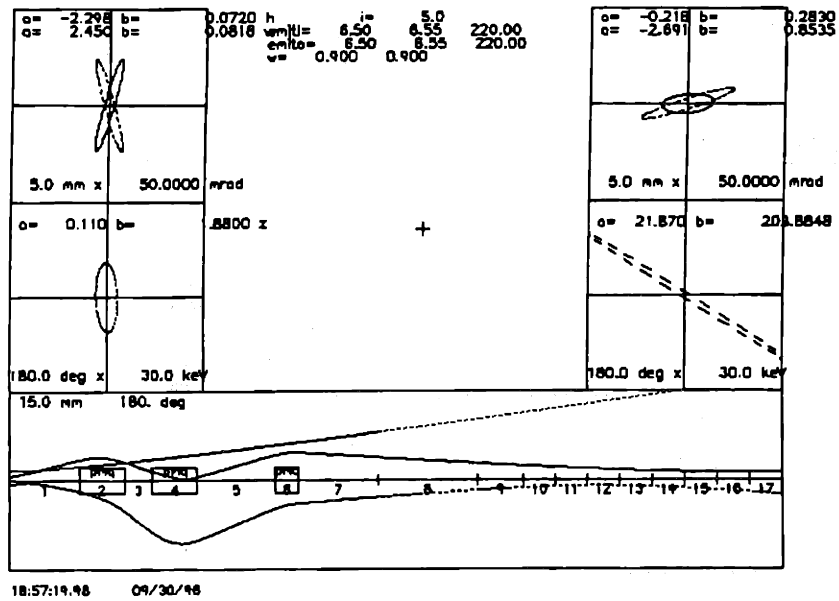 a= -2.298 b= 0.0720 h i= 5.0
a= 2.450 b= 0.0818 6.50 6.55 220.00
6.50 6.55 220.00
w= 0.900 0.900
a= -0.218 b= 0.2830
a= -2.691 b= 0.8535
5.0 mm x 50.0000 mrad
5.0 mm x 50.0000 mrad
a= 0.110 b= .8800 z
a= 21.870 b=
180.0 deg x 30.0 keV
180.0 deg x 30.0 keV
15.0 mm 180. deg
pmq pmq
1 2 3 4 5 6 7 8 9 10 11 12 13 14 15 16 17
18:57:19.98 09/30/98